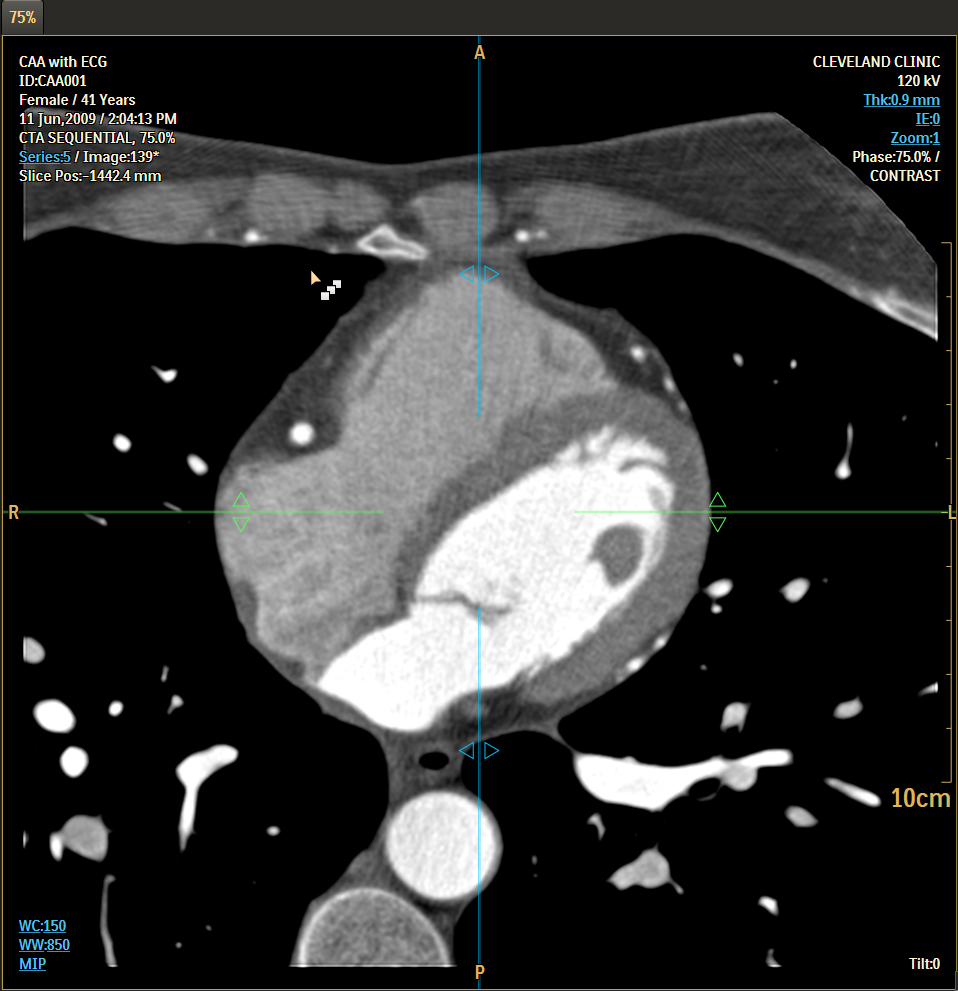 75%
A
CAA with ECG
ID:CAA001
Female / 41 Years
11 Jun,2009 / 2:04:13 PM
CTA SEQUENTIAL, 75.0%
Series:5 / Image:139*
Slice Pos:-1442.4 mm
CLEVELAND CLINIC
120 kV
Thk:0.9 mm
IE:0
Zoom:1
Phase:75.0% /
CONTRAST
R
L
10cm
WC:150
WW:850
MIP
P
Tilt:0